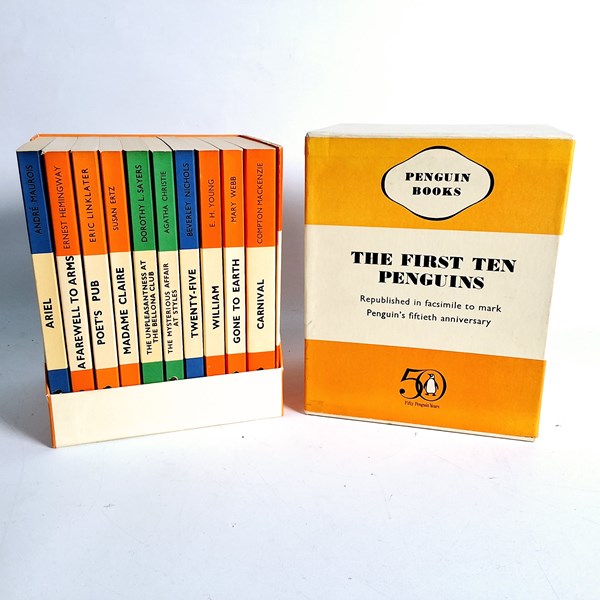 ANDRÉ MAUROIS
ARIEL
ERNEST HEMINGWAY
A FAREWELL TO ARMS
ERIC LINKLATER
POET'S PUB
SUSAN ERTZ
MADAME CLAIRE
DOROTHY L. SAYERS
THE UNPLEASANTNESS AT
THE BELLONA CLUB
AGATHA CHRISTIE
THE MYSTERIOUS AFFAIR
AT STYLES
BEVERLEY NICHOLS
TWENTY-FIVE
E. H. YOUNG
WILLIAM
MARY WEBB
GONE TO EARTH
COMPTON MACKENZIE
CARNIVAL
PENGUIN
BOOKS
THE FIRST TEN
PENGUINS
Republished in facsimile to mark
Penguin's fiftieth anniversary
50
Fifty Penguin Years